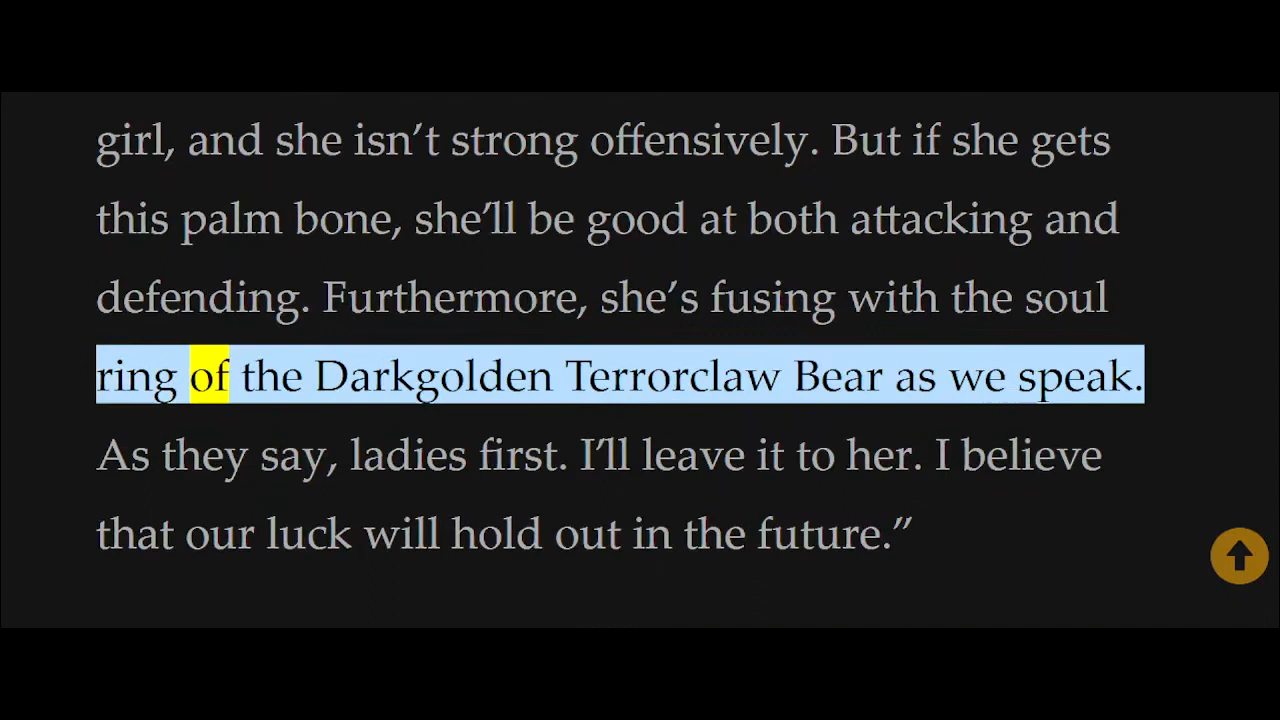 girl, and she isn’t strong offensively. But if she gets
this palm bone, she’ll be good at both attacking and
defending. Furthermore, she’s fusing with the soul
ring of the Darkgolden Terrorclaw Bear as we speak.
As they say, ladies first. I’ll leave it to her. I believe
that our luck will hold out in the future.”